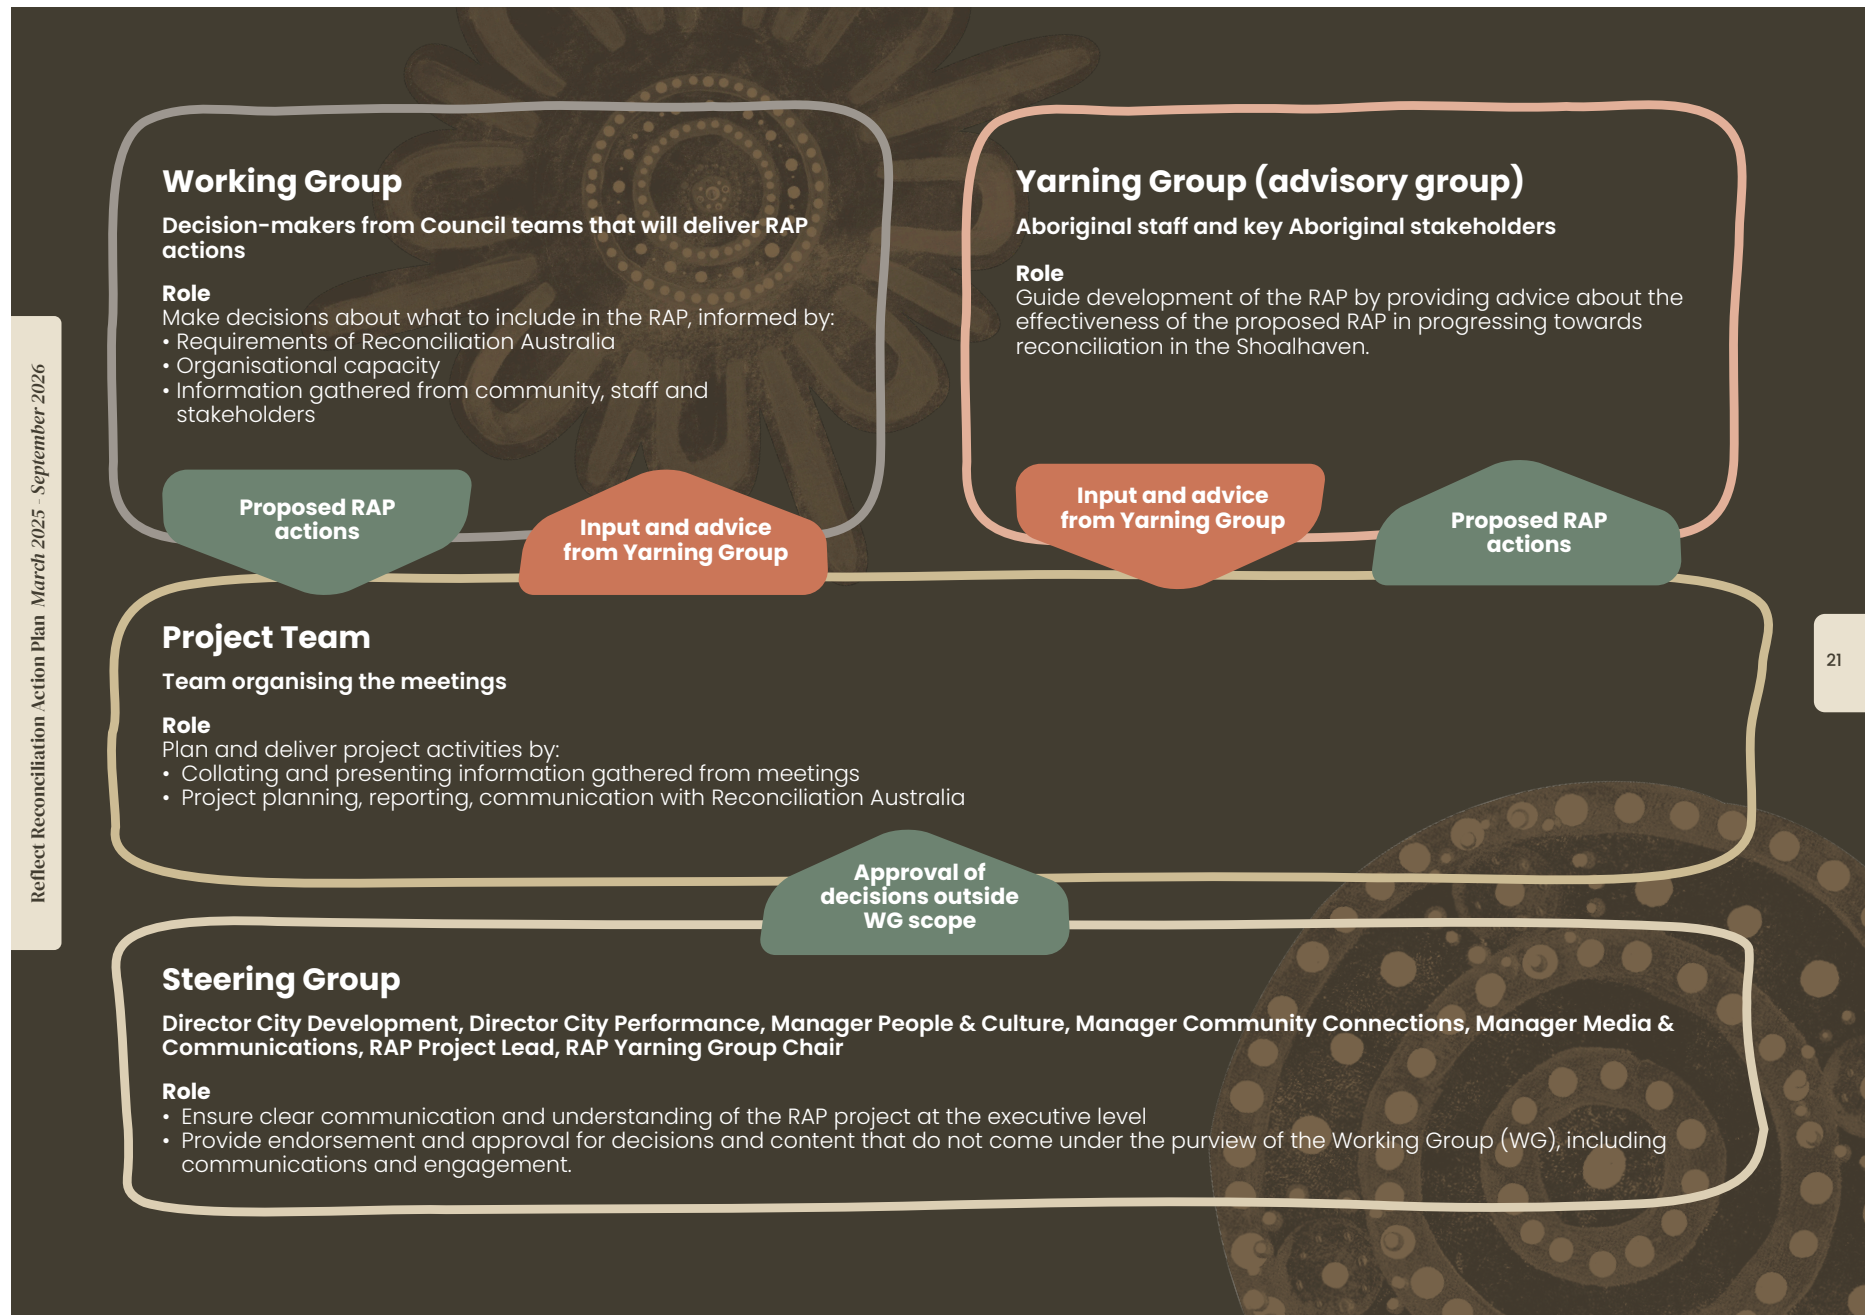 Working Group
Decision-makers from Council teams that will deliver RAP
actions
Role
Make decisions about what to include in the RAP, informed by:
• Requirements of Reconciliation Australia
• Organisational capacity
• Information gathered from community, staff and
stakeholders
Proposed RAP
actions
Input and advice
from Yarning Group
Yarning Group (advisory group)
Aboriginal staff and key Aboriginal stakeholders
Role
Guide development of the RAP by providing advice about the
effectiveness of the proposed RAP in progressing towards
reconciliation in the Shoalhaven.
Input and advice
from Yarning Group
Proposed RAP
actions
Project Team
Team organising the meetings
Role
Plan and deliver project activities by:
• Collating and presenting information gathered from meetings
• Project planning, reporting, communication with Reconciliation Australia
Approval of
decisions outside
WG scope
Steering Group
Director City Development, Director City Performance, Manager People & Culture, Manager Community Connections, Manager Media &
Communications, RAP Project Lead, RAP Yarning Group Chair
Role
• Ensure clear communication and understanding of the RAP project at the executive level
• Provide endorsement and approval for decisions and content that do not come under the purview of the Working Group (WG), including
communications and engagement.
Reflect Reconciliation Action Plan March 2025 - September 2026
21